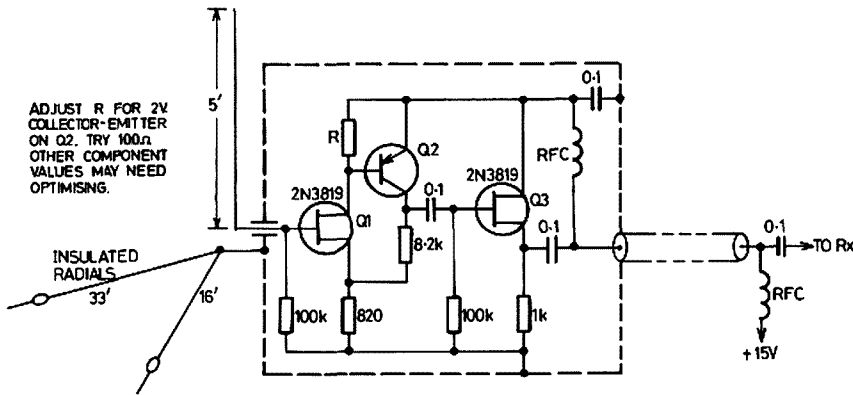 5'
ADJUST R FOR 2V
COLLECTOR-EMITTER
ON Q2. TRY 100Ω
OTHER COMPONENT
VALUES MAY NEED
OPTIMISING.
INSULATED
RADIALS
33'
16'
R
Q2
2N3819
Q1
0·1
8·2k
100k
820
2N3819
Q3
100k
1k
0·1
RFC
0·1
0·1
TO Rx
RFC
+15V